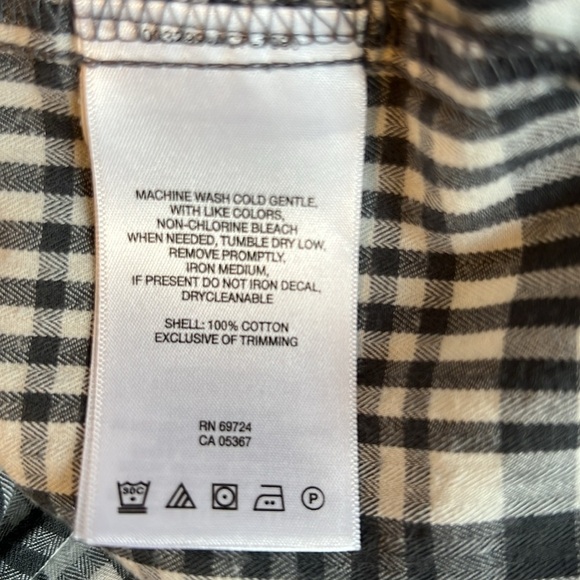 MACHINE WASH COLD GENTLE,
WITH LIKE COLORS,
NON-CHLORINE BLEACH
WHEN NEEDED, TUMBLE DRY LOW,
REMOVE PROMPTLY,
IRON MEDIUM,
IF PRESENT DO NOT IRON DECAL,
DRYCLEANABLE
SHELL: 100% COTTON
EXCLUSIVE OF TRIMMING
RN 69724
CA 05367
50C P